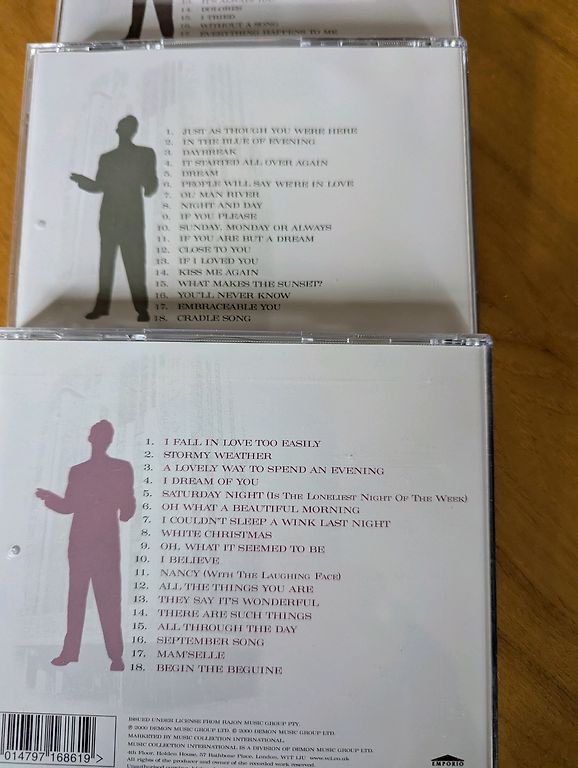 14. DOLORES
15. I TRIED
16. WITHOUT A SONG
17. EVERYTHING HAPPENS TO ME
1. JUST AS THOUGH YOU WERE HERE
2. IN THE BLUE OF EVENING
3. DAYBREAK
4. IT STARTED ALL OVER AGAIN
5. DREAM
6. PEOPLE WILL SAY WE'RE IN LOVE
7. OL' MAN RIVER
8. NIGHT AND DAY
9. IF YOU PLEASE
10. SUNDAY, MONDAY OR ALWAYS
11. IF YOU ARE BUT A DREAM
12. CLOSE TO YOU
13. IF I LOVED YOU
14. KISS ME AGAIN
15. WHAT MAKES THE SUNSET?
16. YOU'LL NEVER KNOW
17. EMBRACEABLE YOU
18. CRADLE SONG
1. I FALL IN LOVE TOO EASILY
2. STORMY WEATHER
3. A LOVELY WAY TO SPEND AN EVENING
4. I DREAM OF YOU
5. SATURDAY NIGHT (IS THE LONELIEST NIGHT OF THE WEEK)
6. OH WHAT A BEAUTIFUL MORNING
7. I COULDN'T SLEEP A WINK LAST NIGHT
8. WHITE CHRISTMAS
9. OH, WHAT IT SEEMED TO BE
10. I BELIEVE
11. NANCY (WITH THE LAUGHING FACE)
12. ALL THE THINGS YOU ARE
13. THEY SAY IT'S WONDERFUL
14. THERE ARE SUCH THINGS
15. ALL THROUGH THE DAY
16. SEPTEMBER SONG
17. MAM'SELLE
18. BEGIN THE BEGUINE
ISSUED UNDER LICENSE FROM RAJON MUSIC GROUP PTY.
℗ 2000 DEMON MUSIC GROUP LTD. © 2000 DEMON MUSIC GROUP LTD.
MARKETED BY MUSIC COLLECTION INTERNATIONAL
MUSIC COLLECTION INTERNATIONAL IS A DIVISION OF DEMON MUSIC GROUP LTD.
4th Floor, Holden House, 57 Rathbone Place, London, W1T 1JU www.vci.co.uk
All rights of the producer and owner of the recorded work reserved.
014797 168619 >
EMPORIO